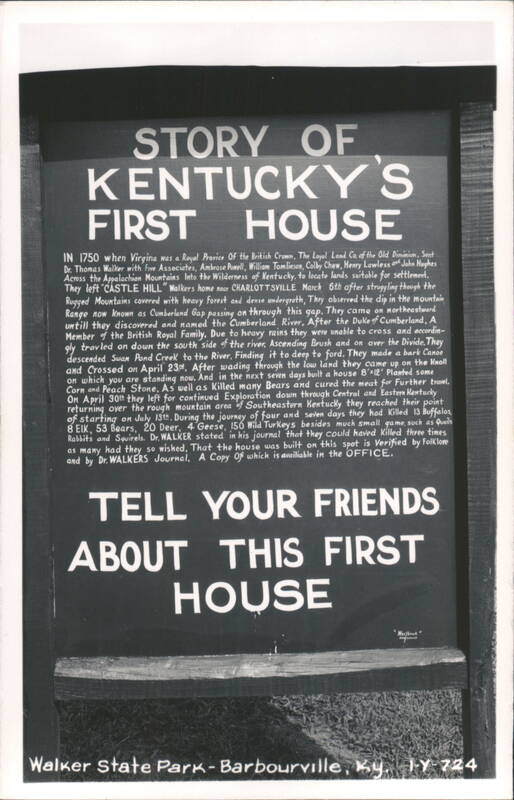 STORY OF
KENTUCKY'S
FIRST HOUSE
IN 1750 when Virgina was a Royal Provice Of the British Crown, The Loyal Land Co. of the Old Dominion, Sent
Dr. Thomas Walker with five Associates, Ambrose Powell, William Tomlinson, Colby Chew, Henry Lawless and John Hughes
Across the Appalachian Mountains Into the Wilderness of Kentucky, to locate lands suitable for settlement.
They left "CASTLE HILL" Walkers home near CHARLOTTSVILLE March 6th after struggling though the
Rugged Mountains covered with heavy forest and dense undergroth, They observed the dip in the mountain
Range now known as Cumberland Gap passing on through this gap. They came on northeastward
untill they discovered and named the Cumberland River, After the Duke of Cumberland, A
Member of the British Royal Family. Due to heavy rains they were unable to cross and accordin-
gly travled on down the south side of the river, Ascending Brush and on over the Divide, They
descended Swan Pond Creek to the River, Finding it to deep to ford. They made a bark Canoe
and Crossed on April 23rd. After wading through the low land they came up on the Knoll
on which you are standing now, And in the next seven days built a house 8'x12' Planted some
Corn and Peach Stone, As well as Killed many Bears and cured the meat for Further travel.
On April 30th they left for continued Exploration down through Central and Eastern Kentucky
returning over the rough mountain area of Southeastern Kentucky they reached their point
of starting on July 13th. During the journey of four and seven days they had Killed 13 Buffalos,
8 Elk, 53 Bears, 20 Deer, 4 Geese, 150 Wild Turkeys besides much small game, such as Quails
Rabbits and Squirels. Dr. WALKER stated in his journal that they could haved Killed three times
as many had they so wished. That the house was built on this spot is Verified by Folklore
and by Dr. WALKERS Journal. A Copy Of which is availiable in the OFFICE.
TELL YOUR FRIENDS
ABOUT THIS FIRST
HOUSE
Walker State Park - Barbourville, Ky. 1-Y-724